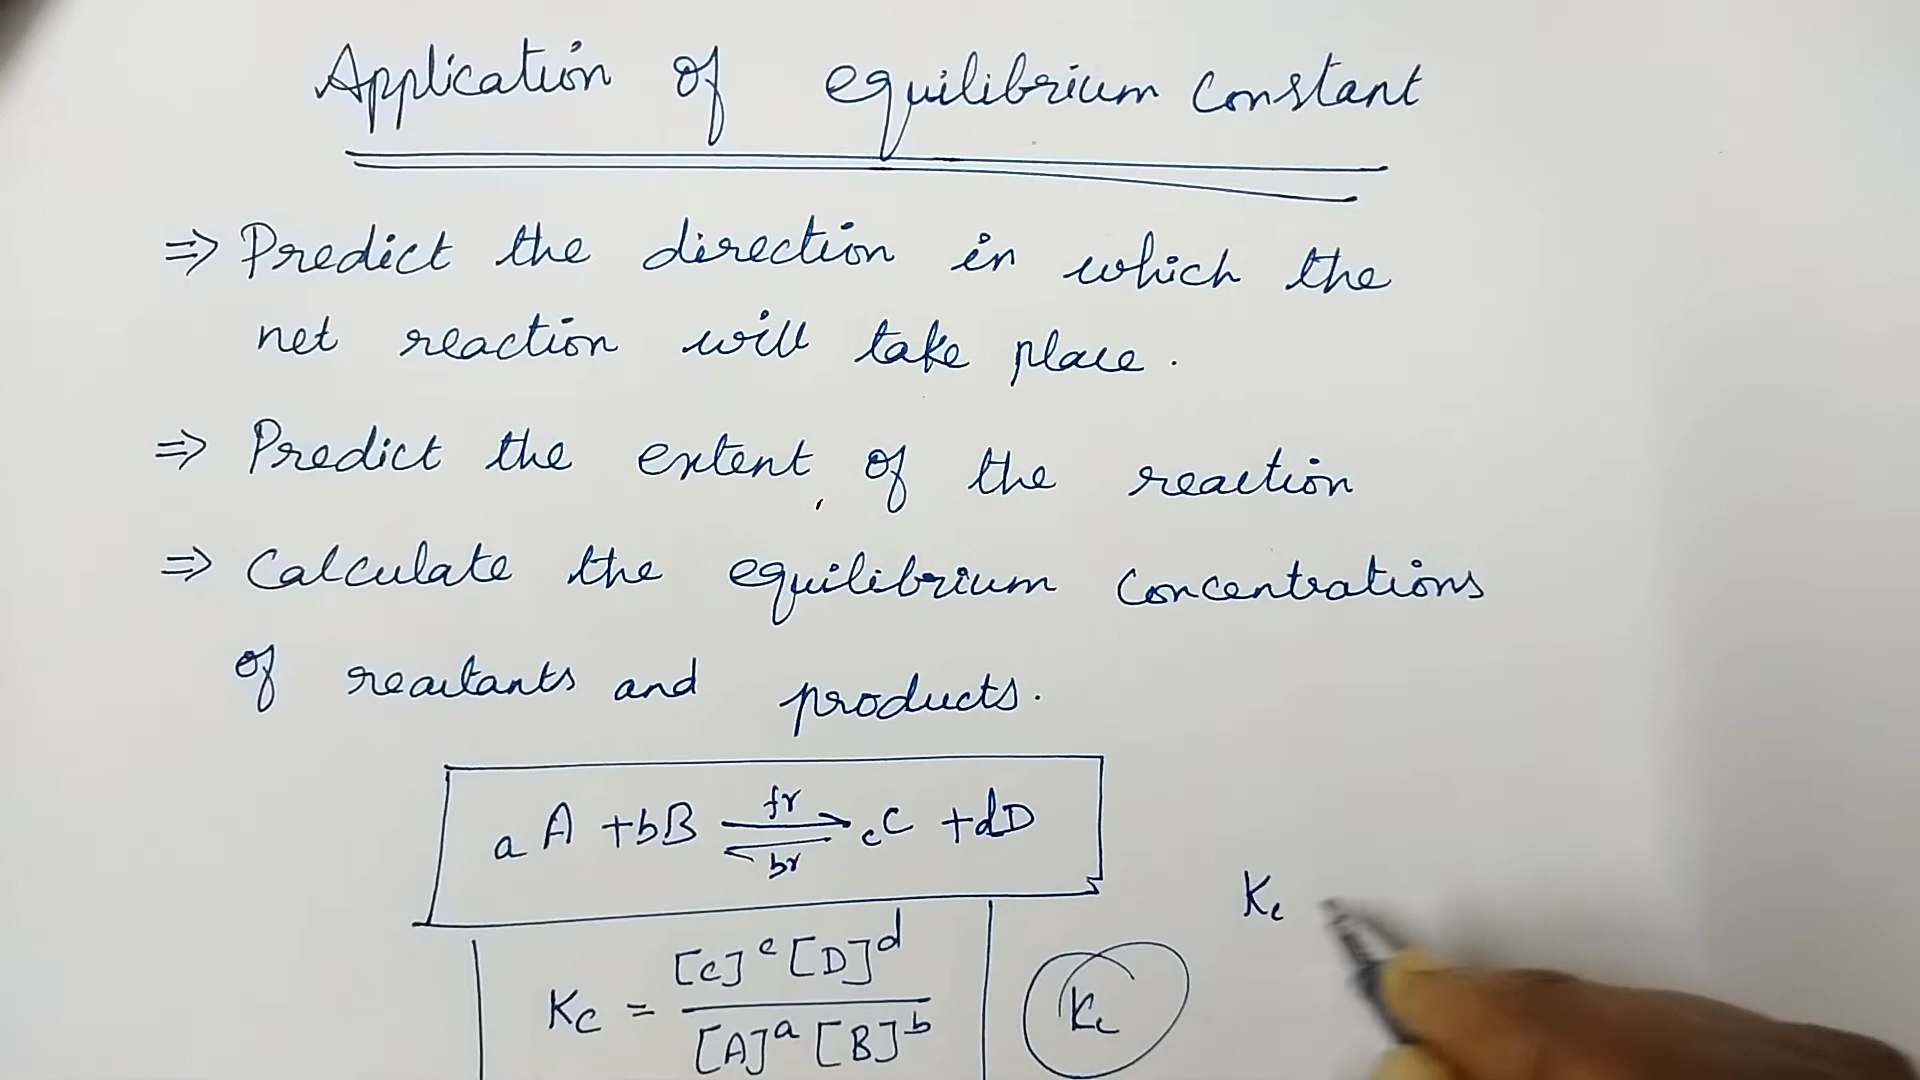 Application of equilibrium constant
⇒ Predict the direction in which the
net reaction will take place.
⇒ Predict the extent of the reaction
⇒ Calculate the equilibrium concentrations
of reactants and products.
aA + bB ⇌ cC + dD
fr
br
Kc
Kc = [C]^c [D]^d / [A]^a [B]^b
Kc